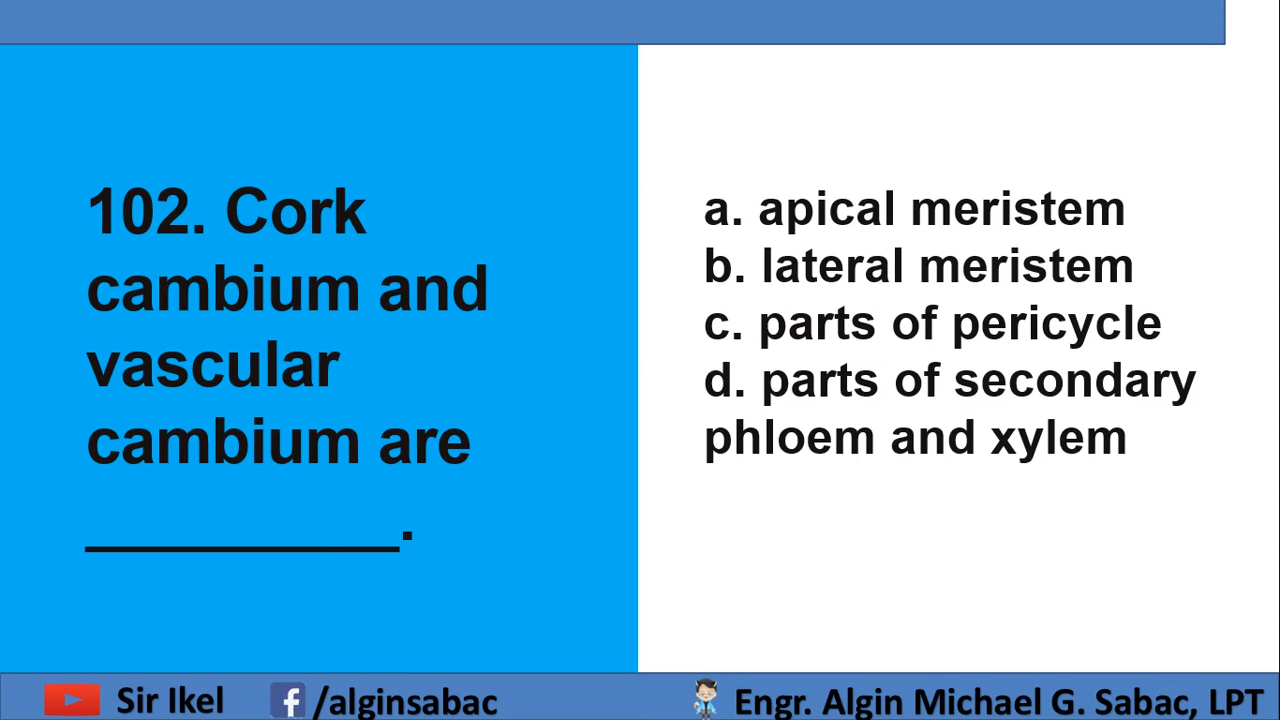 102. Cork
cambium and
vascular
cambium are
_________.
a. apical meristem
b. lateral meristem
c. parts of pericycle
d. parts of secondary
phloem and xylem
Sir Ikel
/alginsabac
Engr. Algin Michael G. Sabac, LPT